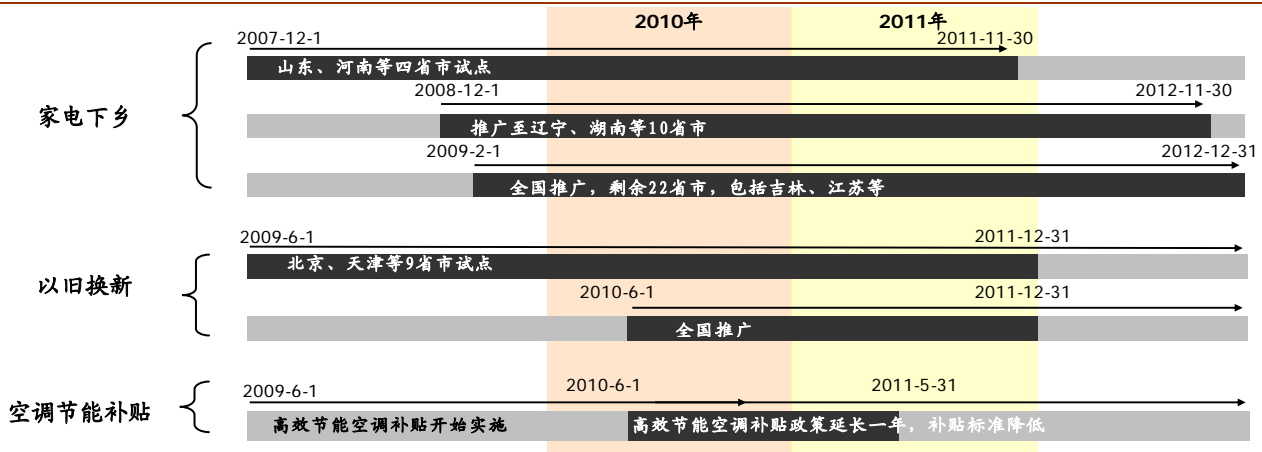 2010年 2011年
2007-12-1 2011-11-30
山东、河南等四省市试点
2008-12-1 2012-11-30
家电下乡
推广至辽宁、湖南等10省市
2009-2-1 2012-12-31
全国推广，剩余22省市，包括吉林、江苏等
2009-6-1 2011-12-31
北京、天津等9省市试点
以旧换新
2010-6-1 2011-12-31
全国推广
2009-6-1 2010-6-1 2011-5-31
空调节能补贴
高效节能空调补贴开始实施 高效节能空调补贴政策延长一年，补贴标准降低